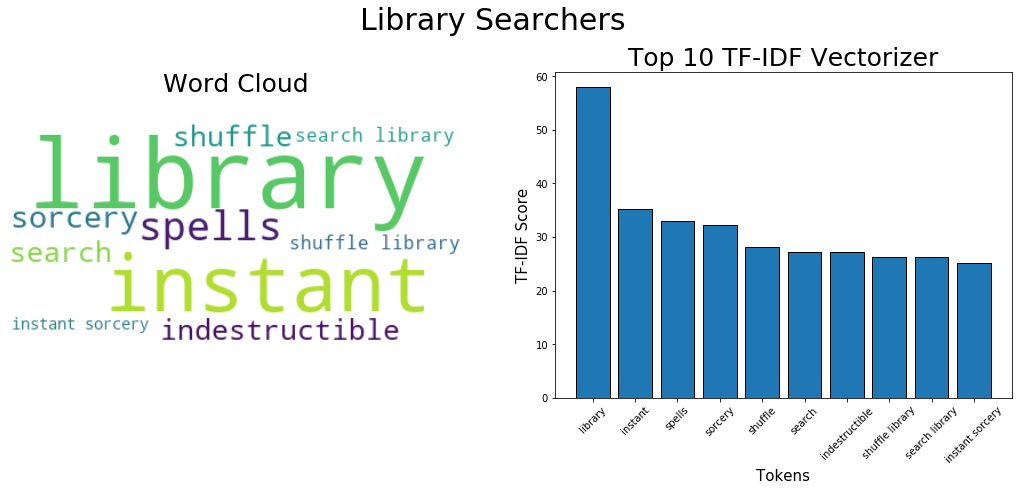 Library Searchers
Word Cloud
shuffle
search library
library
sorcery
spells
shuffle library
search
instant
instant sorcery
indestructible
Top 10 TF-IDF Vectorizer
TF-IDF Score
60
50
40
30
20
10
0
library
instant
spells
sorcery
shuffle
search
indestructible
shuffle library
search library
instant sorcery
Tokens